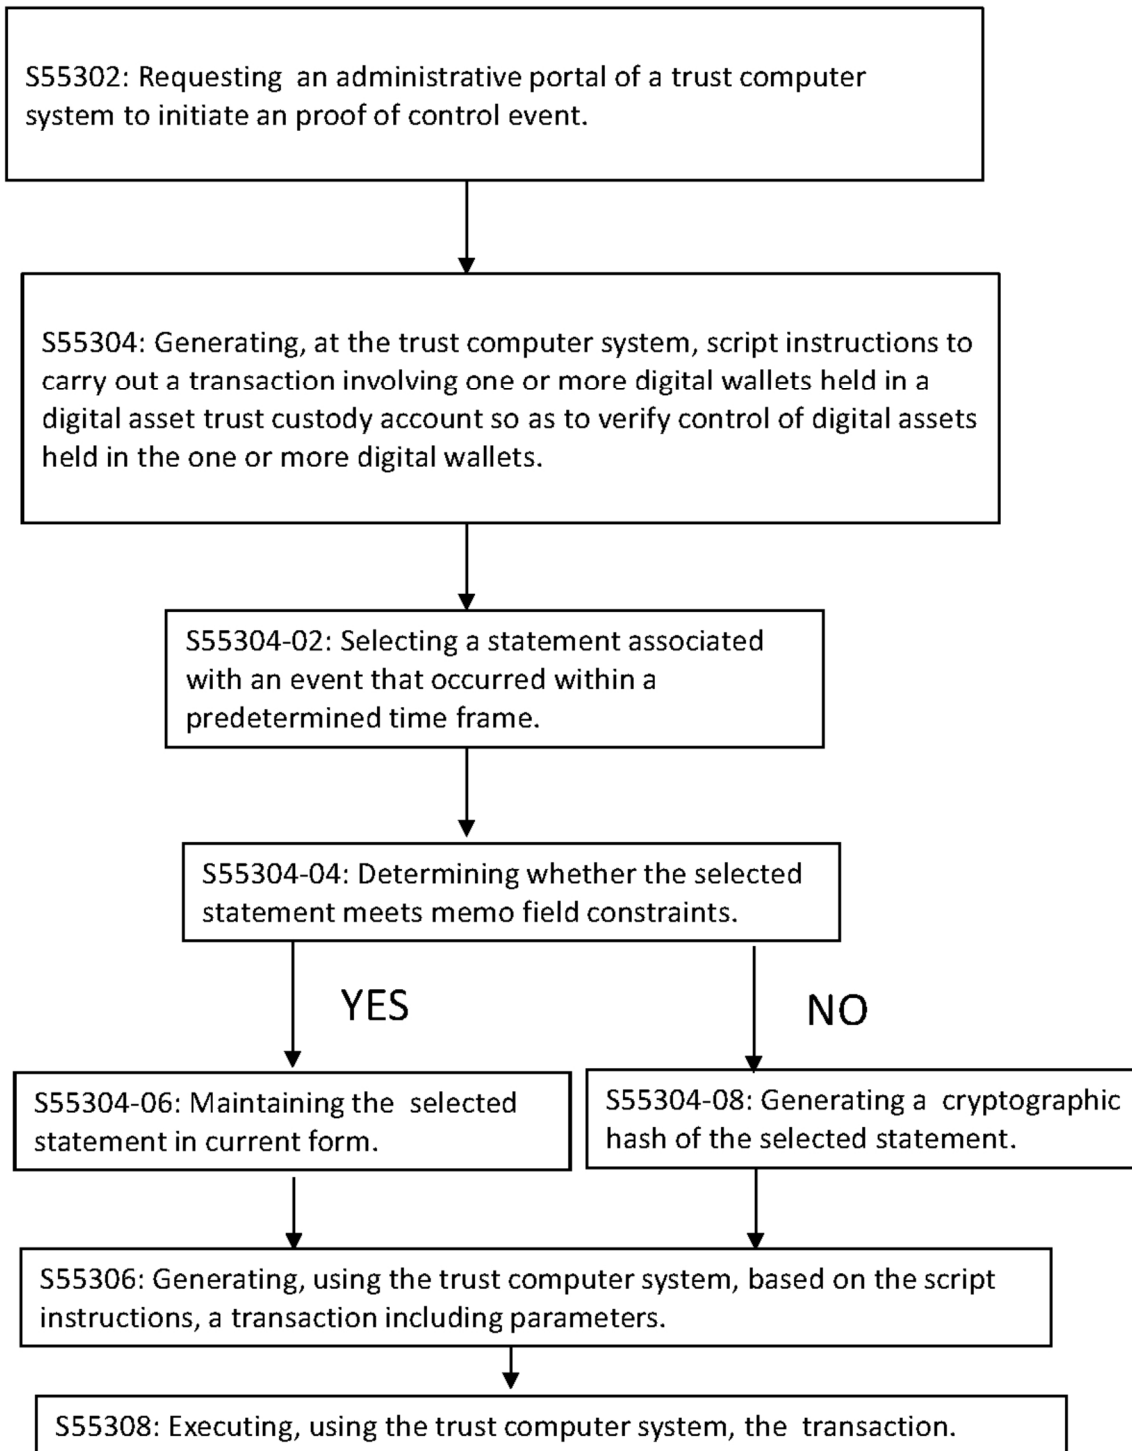 S55302: Requesting an administrative portal of a trust computer
system to initiate an proof of control event.
S55304: Generating, at the trust computer system, script instructions to
carry out a transaction involving one or more digital wallets held in a
digital asset trust custody account so as to verify control of digital assets
held in the one or more digital wallets.
S55304-02: Selecting a statement associated
with an event that occurred within a
predetermined time frame.
S55304-04: Determining whether the selected
statement meets memo field constraints.
YES
NO
S55304-06: Maintaining the selected
statement in current form.
S55304-08: Generating a cryptographic
hash of the selected statement.
S55306: Generating, using the trust computer system, based on the script
instructions, a transaction including parameters.
S55308: Executing, using the trust computer system, the transaction.